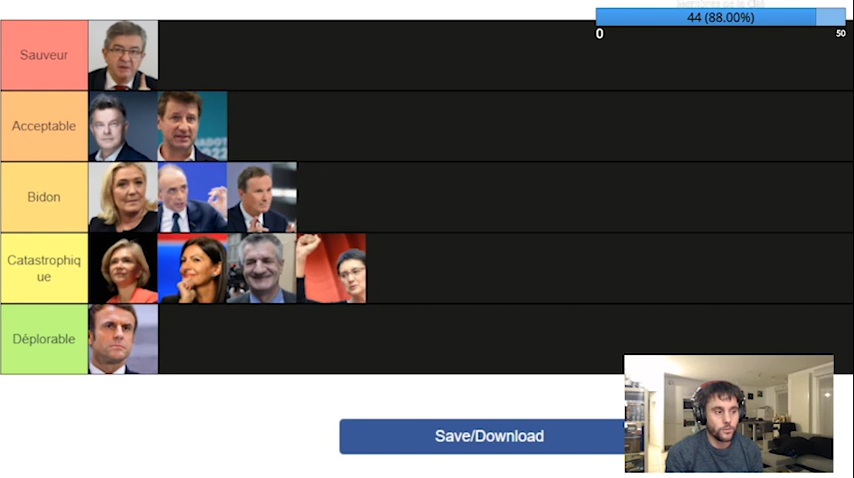 44 (88.00%)
0
50
Sauveur
Acceptable
Bidon
Catastrophiq
ue
Déplorable
Save/Download